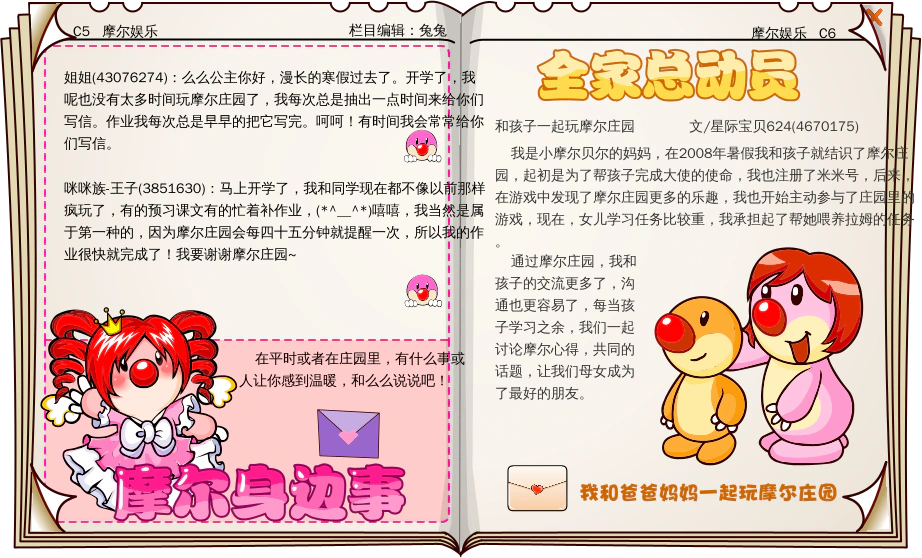 C5 摩尔娱乐
栏目编辑：兔兔
姐姐(43076274)：么么公主你好，漫长的寒假过去了。开学了，我
呢也没有太多时间玩摩尔庄园了，我每次总是抽出一点时间来给你们
写信。作业我每次总是早早的把它写完。呵呵！有时间我会常常给你
们写信。
咪咪族-王子(3851630)：马上开学了，我和同学现在都不像以前那样
疯玩了，有的预习课文有的忙着补作业，(*^__^*)嘻嘻，我当然是属
于第一种的，因为摩尔庄园会每四十五分钟就提醒一次，所以我的作
业很快就完成了！我要谢谢摩尔庄园~
在平时或者在庄园里，有什么事或
人让你感到温暖，和么么说说吧！
摩尔身边事
摩尔娱乐 C6
全家总动员
和孩子一起玩摩尔庄园
文/星际宝贝624(4670175)
我是小摩尔贝尔的妈妈，在2008年暑假我和孩子就结识了摩尔庄
园，起初是为了帮孩子完成大使的使命，我也注册了米米号，后来，
在游戏中发现了摩尔庄园更多的乐趣，我也开始主动参与了庄园里的
游戏，现在，女儿学习任务比较重，我承担起了帮她喂养拉姆的任务
。
通过摩尔庄园，我和
孩子的交流更多了，沟
通也更容易了，每当孩
子学习之余，我们一起
讨论摩尔心得，共同的
话题，让我们母女成为
了最好的朋友。
我和爸爸妈妈一起玩摩尔庄园